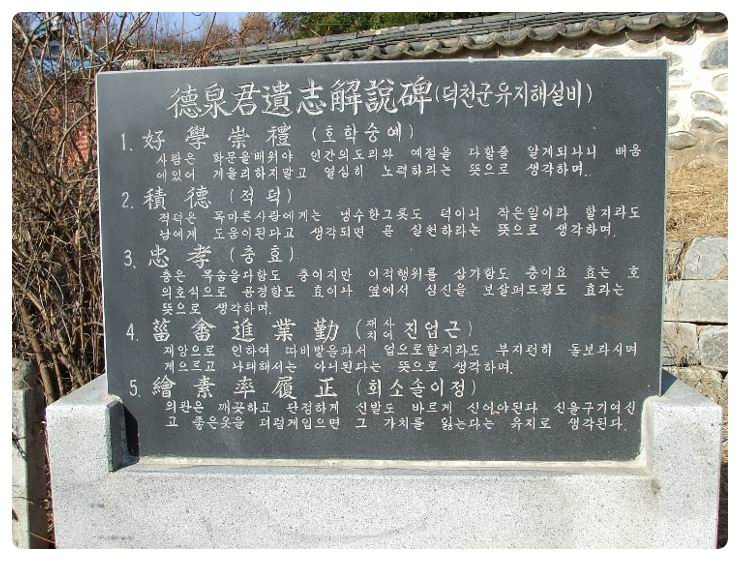 德泉君遺志解說碑(덕천군유지해설비)
1. 好學崇禮 (호학숭예)
사람은 학문을배워야 인간의도리와 예절을 다할줄 알게되나니 배움
에있어 게을리하지말고 열심히 노력하라는 뜻으로 생각하며.
2. 積德 (적덕)
적덕은 목마른사람에게는 냉수한그릇도 덕이니 작은일이라 할지라도
남에게 도움이된다고 생각되면 곧 실천하라는 뜻으로 생각하며,
3. 忠孝 (충효)
충은 목숨을다함도 충이지만 이적행위를 삼가함도 충이요 효는 호
의호식으로 공경함도 효이나 옆에서 심신을 보살펴드림도 효라는
뜻으로 생각하며.
4. 菑畬進業勤 (재사치여 진업근)
재앙으로 인하여 따비밭을파서 업으로할지라도 부지런히 돌보라시며
게으르고 나태해서는 아니된다는 뜻으로 생각하며.
5. 繪素率履正 (회소솔이정)
의관은 깨끗하고 단정하게 신발도 바르게 신어야된다 신을구기여신
고 좋은옷을 더럽게입으면 그 가치를 잃는다는 유지로 생각된다.